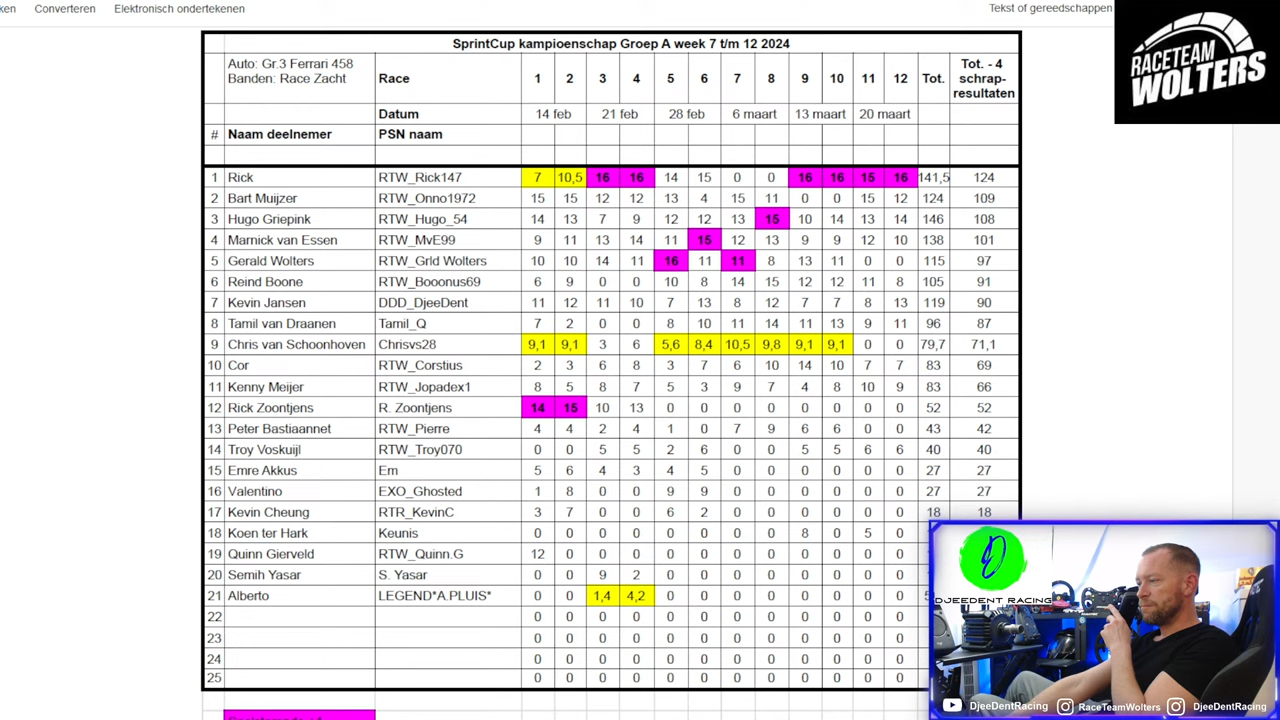 ken Converteren Elektronisch ondertekenen Tekst of gereedschappen
RACETEAM
WOLTERS
SprintCup kampioenschap Groep A week 7 t/m 12 2024
Auto: Gr.3 Ferrari 458
Banden: Race Zacht
Race 1 2 3 4 5 6 7 8 9 10 11 12 Tot. Tot. - 4 schrap-resultaten
Datum 14 feb 21 feb 28 feb 6 maart 13 maart 20 maart
# Naam deelnemer PSN naam
1 Rick RTW_Rick147 7 10,5 16 16 14 15 0 0 16 16 15 16 141,5 124
2 Bart Muijzer RTW_Onno1972 15 15 12 12 13 4 15 11 0 0 15 12 124 109
3 Hugo Griepink RTW_Hugo_54 14 13 7 9 12 12 13 15 10 14 13 14 146 108
4 Marnick van Essen RTW_MvE99 9 11 13 14 11 15 12 13 9 9 12 10 138 101
5 Gerald Wolters RTW_Grld Wolters 10 10 14 11 16 11 11 8 13 11 0 0 115 97
6 Reind Boone RTW_Booonus69 6 9 0 0 10 8 14 15 12 12 11 8 105 91
7 Kevin Jansen DDD_DjeeDent 11 12 11 10 7 13 8 12 7 7 8 13 119 90
8 Tamil van Draanen Tamil_Q 7 2 0 0 8 10 11 14 11 13 9 11 96 87
9 Chris van Schoonhoven Chrisvs28 9,1 9,1 3 6 5,6 8,4 10,5 9,8 9,1 9,1 0 0 79,7 71,1
10 Cor RTW_Corstius 2 3 6 8 3 7 6 10 14 10 7 7 83 69
11 Kenny Meijer RTW_Jopadex1 8 5 8 7 5 3 9 7 4 8 10 9 83 66
12 Rick Zoontjens R. Zoontjens 14 15 10 13 0 0 0 0 0 0 0 0 52 52
13 Peter Bastiaannet RTW_Pierre 4 4 2 4 1 0 7 9 6 6 0 0 43 42
14 Troy Voskuijl RTW_Troy070 0 0 5 5 2 6 0 0 5 5 6 6 40 40
15 Emre Akkus Em 5 6 4 3 4 5 0 0 0 0 0 0 27 27
16 Valentino EXO_Ghosted 1 8 0 0 9 9 0 0 0 0 0 0 27 27
17 Kevin Cheung RTR_KevinC 3 7 0 0 6 2 0 0 0 0 0 0 18 18
18 Koen ter Hark Keunis 0 0 0 0 0 0 0 0 8 0 5 0
19 Quinn Gierveld RTW_Quinn.G 12 0 0 0 0 0 0 0 0 0 0 0
20 Semih Yasar S. Yasar 0 0 9 2 0 0 0 0 0 0 0 0
21 Alberto LEGEND*A.PLUIS* 0 0 1,4 4,2 0 0 0 0 0 0 0 0
22 0 0 0 0 0 0 0 0 0 0 0 0
23 0 0 0 0 0 0 0 0 0 0 0 0
24 0 0 0 0 0 0 0 0 0 0 0 0
25 0 0 0 0 0 0 0 0 0 0 0 0
DJEEDENT RACING
DjeeDentRacing RaceTeamWolters DjeeDentRacing